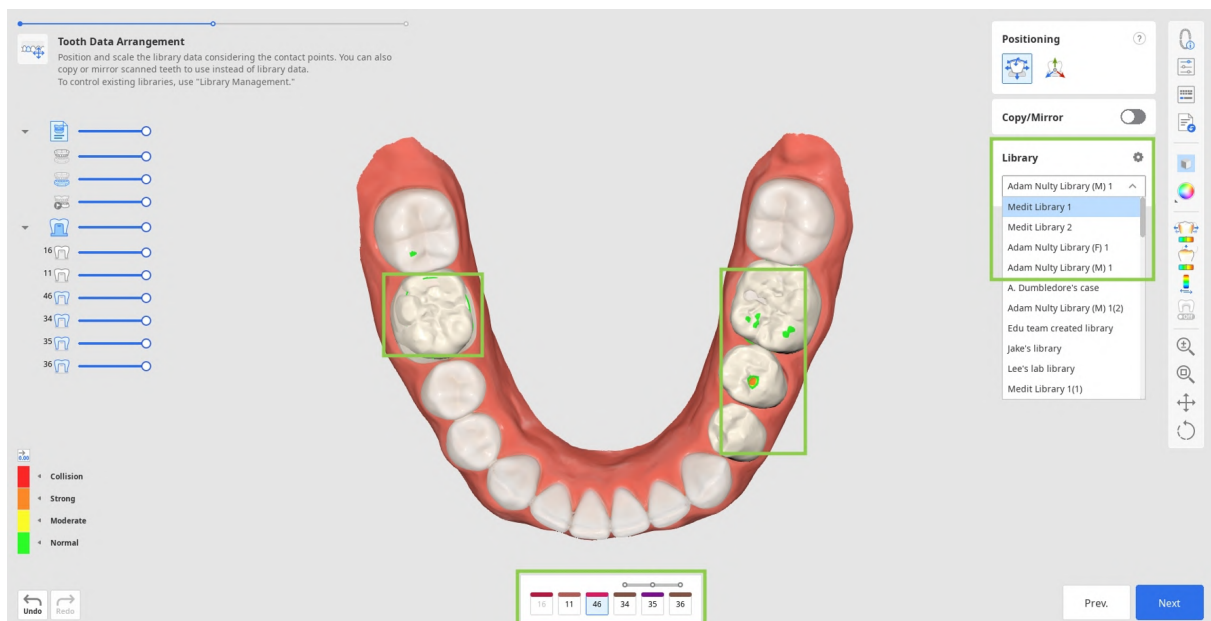 Tooth Data Arrangement
Position and scale the library data considering the contact points. You can also
copy or mirror scanned teeth to use instead of library data.
To control existing libraries, use "Library Management."
16
11
46
34
35
36
0.00
Collision
Strong
Moderate
Normal
Undo
Redo
16
11
46
34
35
36
Positioning
?
Copy/Mirror
Library
Adam Nulty Library (M) 1
Medit Library 1
Medit Library 2
Adam Nulty Library (F) 1
Adam Nulty Library (M) 1
A. Dumbledore's case
Adam Nulty Library (M) 1(2)
Edu team created library
Jake's library
Lee's lab library
Medit Library 1(1)
Prev.
Next